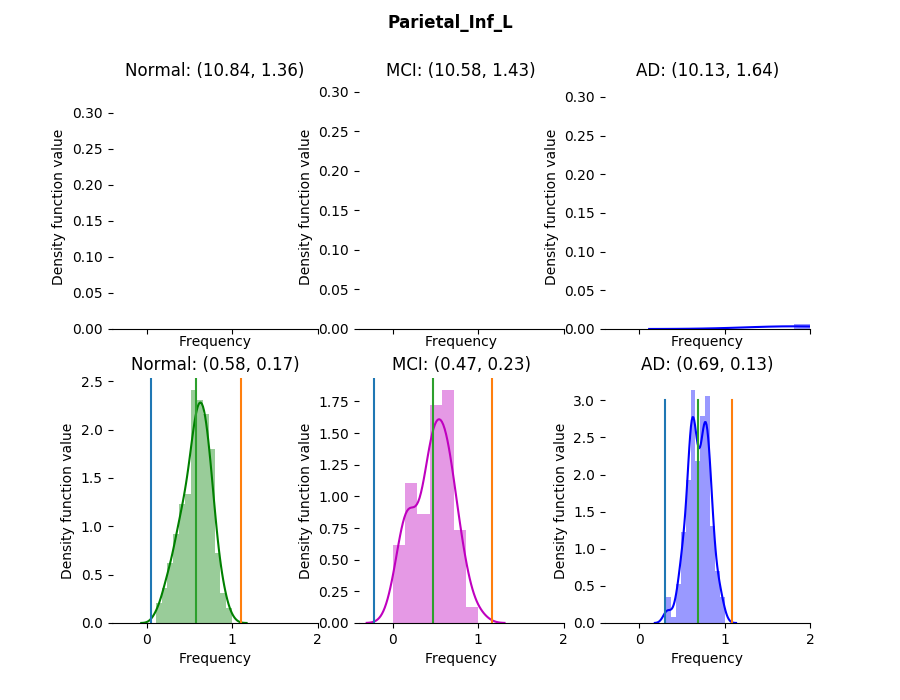 Parietal_Inf_L
Normal: (10.84, 1.36)
MCI: (10.58, 1.43)
AD: (10.13, 1.64)
Density function value
0.30
0.25
0.20
0.15
0.10
0.05
0.00
Frequency
Density function value
0.30
0.25
0.20
0.15
0.10
0.05
0.00
Frequency
Density function value
0.30
0.25
0.20
0.15
0.10
0.05
0.00
Frequency
Normal: (0.58, 0.17)
MCI: (0.47, 0.23)
AD: (0.69, 0.13)
Density function value
2.5
2.0
1.5
1.0
0.5
0.0
0 1 2
Frequency
Density function value
1.75
1.50
1.25
1.00
0.75
0.50
0.25
0.00
0 1 2
Frequency
Density function value
3.0
2.5
2.0
1.5
1.0
0.5
0.0
0 1 2
Frequency